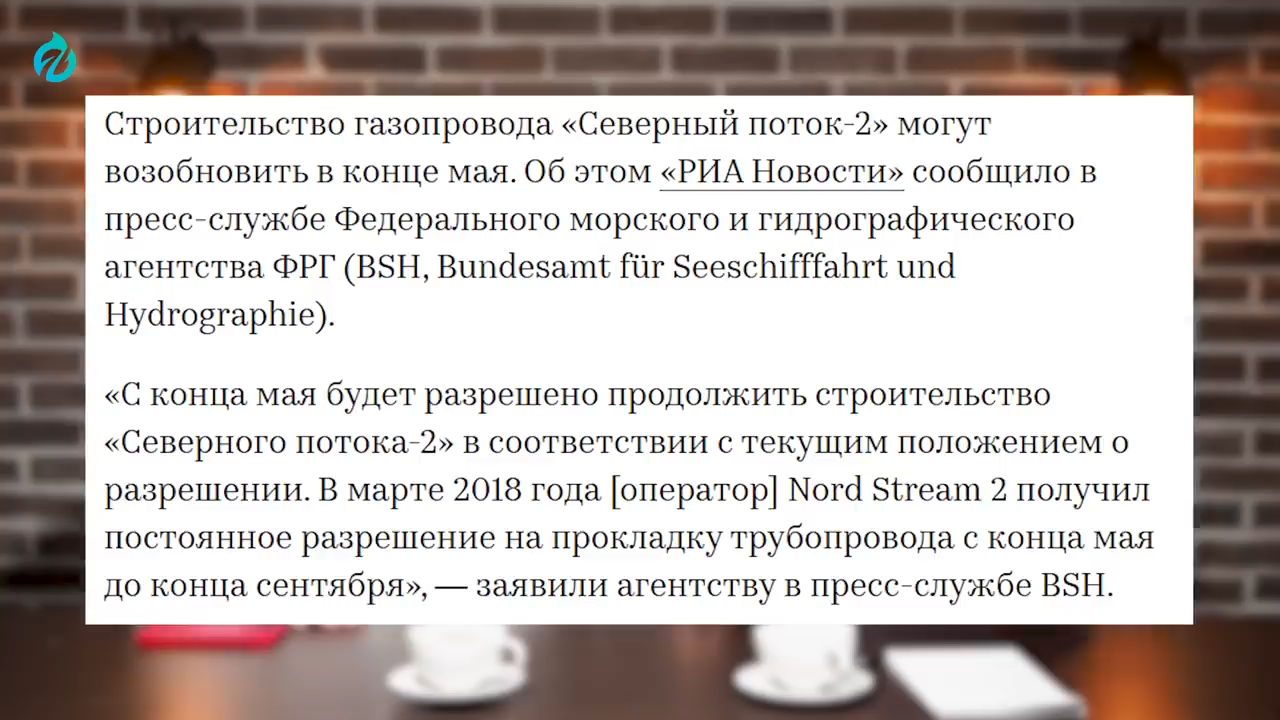 Строительство газопровода «Северный поток-2» могут
возобновить в конце мая. Об этом «РИА Новости» сообщило в
пресс-службе Федерального морского и гидрографического
агентства ФРГ (BSH, Bundesamt für Seeschifffahrt und
Hydrographie).
«С конца мая будет разрешено продолжить строительство
«Северного потока-2» в соответствии с текущим положением о
разрешении. В марте 2018 года [оператор] Nord Stream 2 получил
постоянное разрешение на прокладку трубопровода с конца мая
до конца сентября», — заявили агентству в пресс-службе BSH.